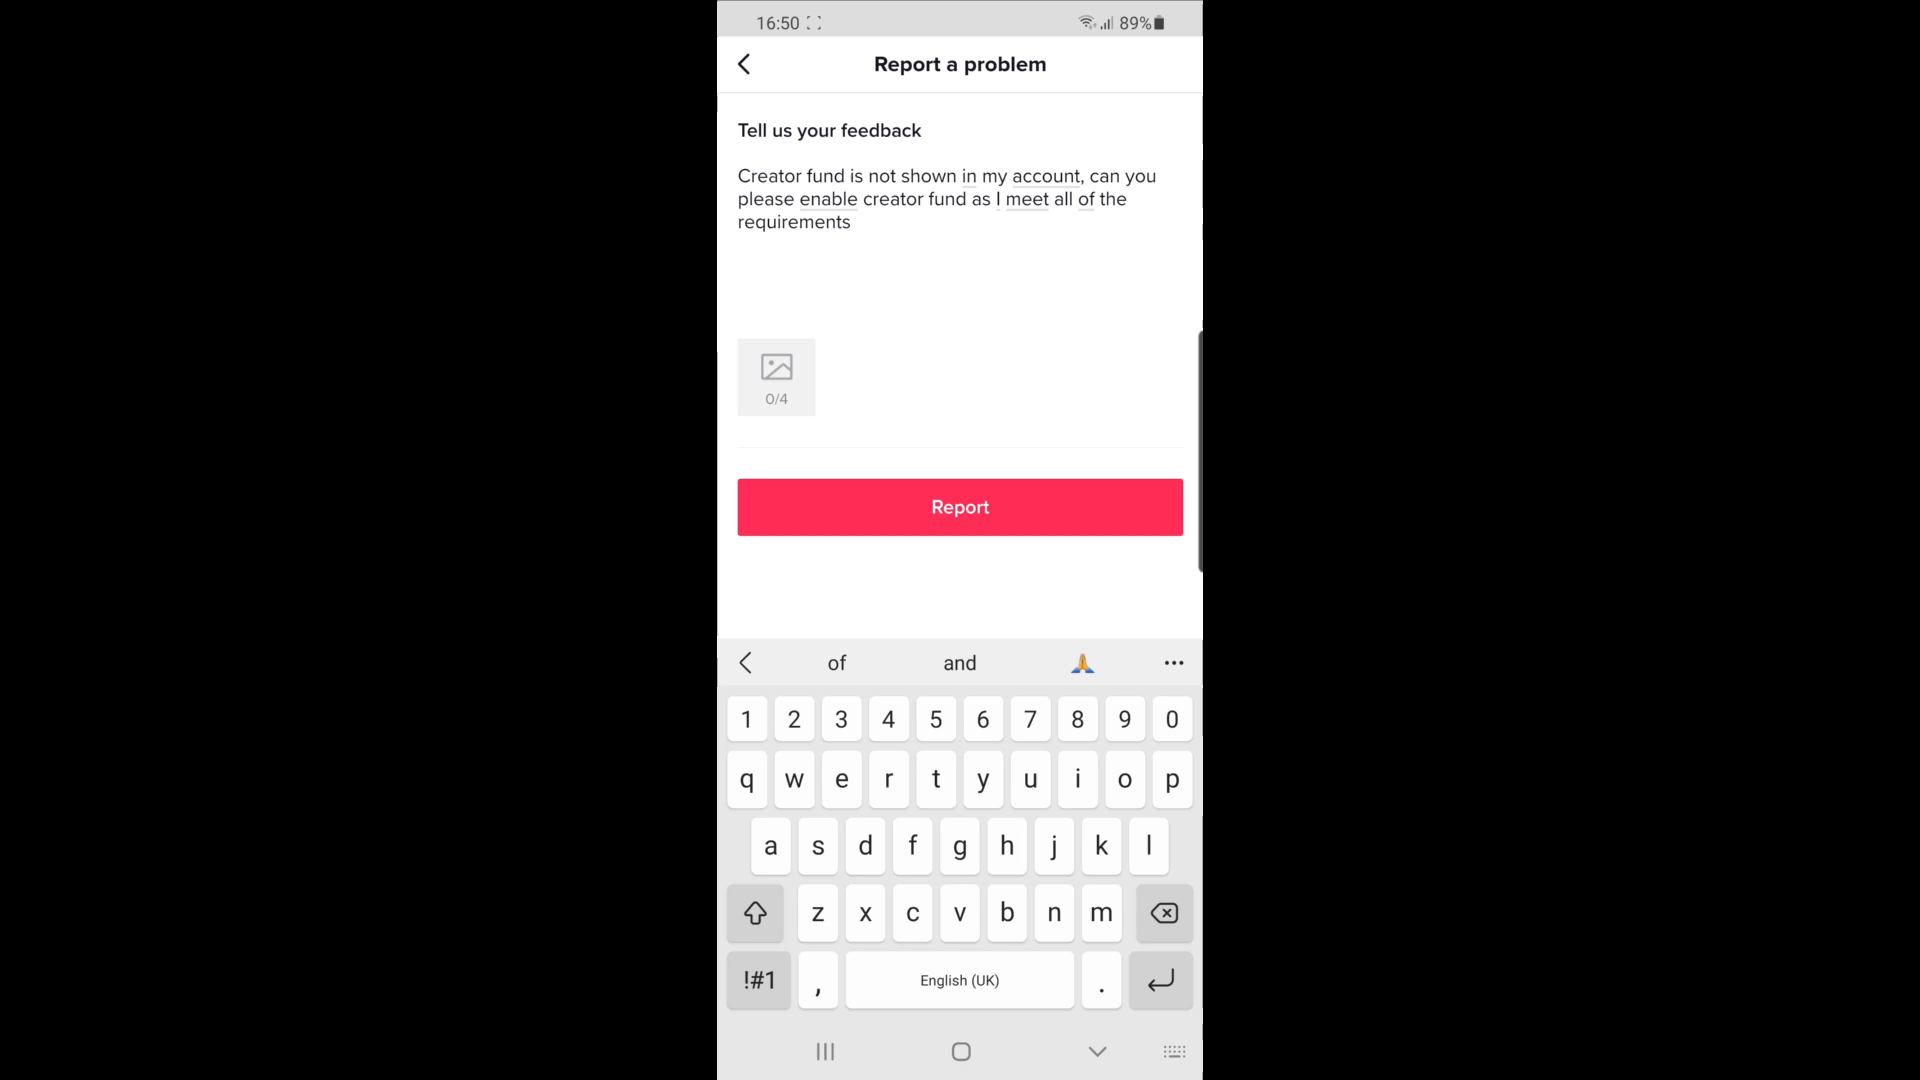 16:50 89%
Report a problem
Tell us your feedback
Creator fund is not shown in my account, can you
please enable creator fund as I meet all of the
requirements
0/4
Report
of and 🙏 •••
1 2 3 4 5 6 7 8 9 0
q w e r t y u i o p
a s d f g h j k l
z x c v b n m
!#1 , English (UK) .